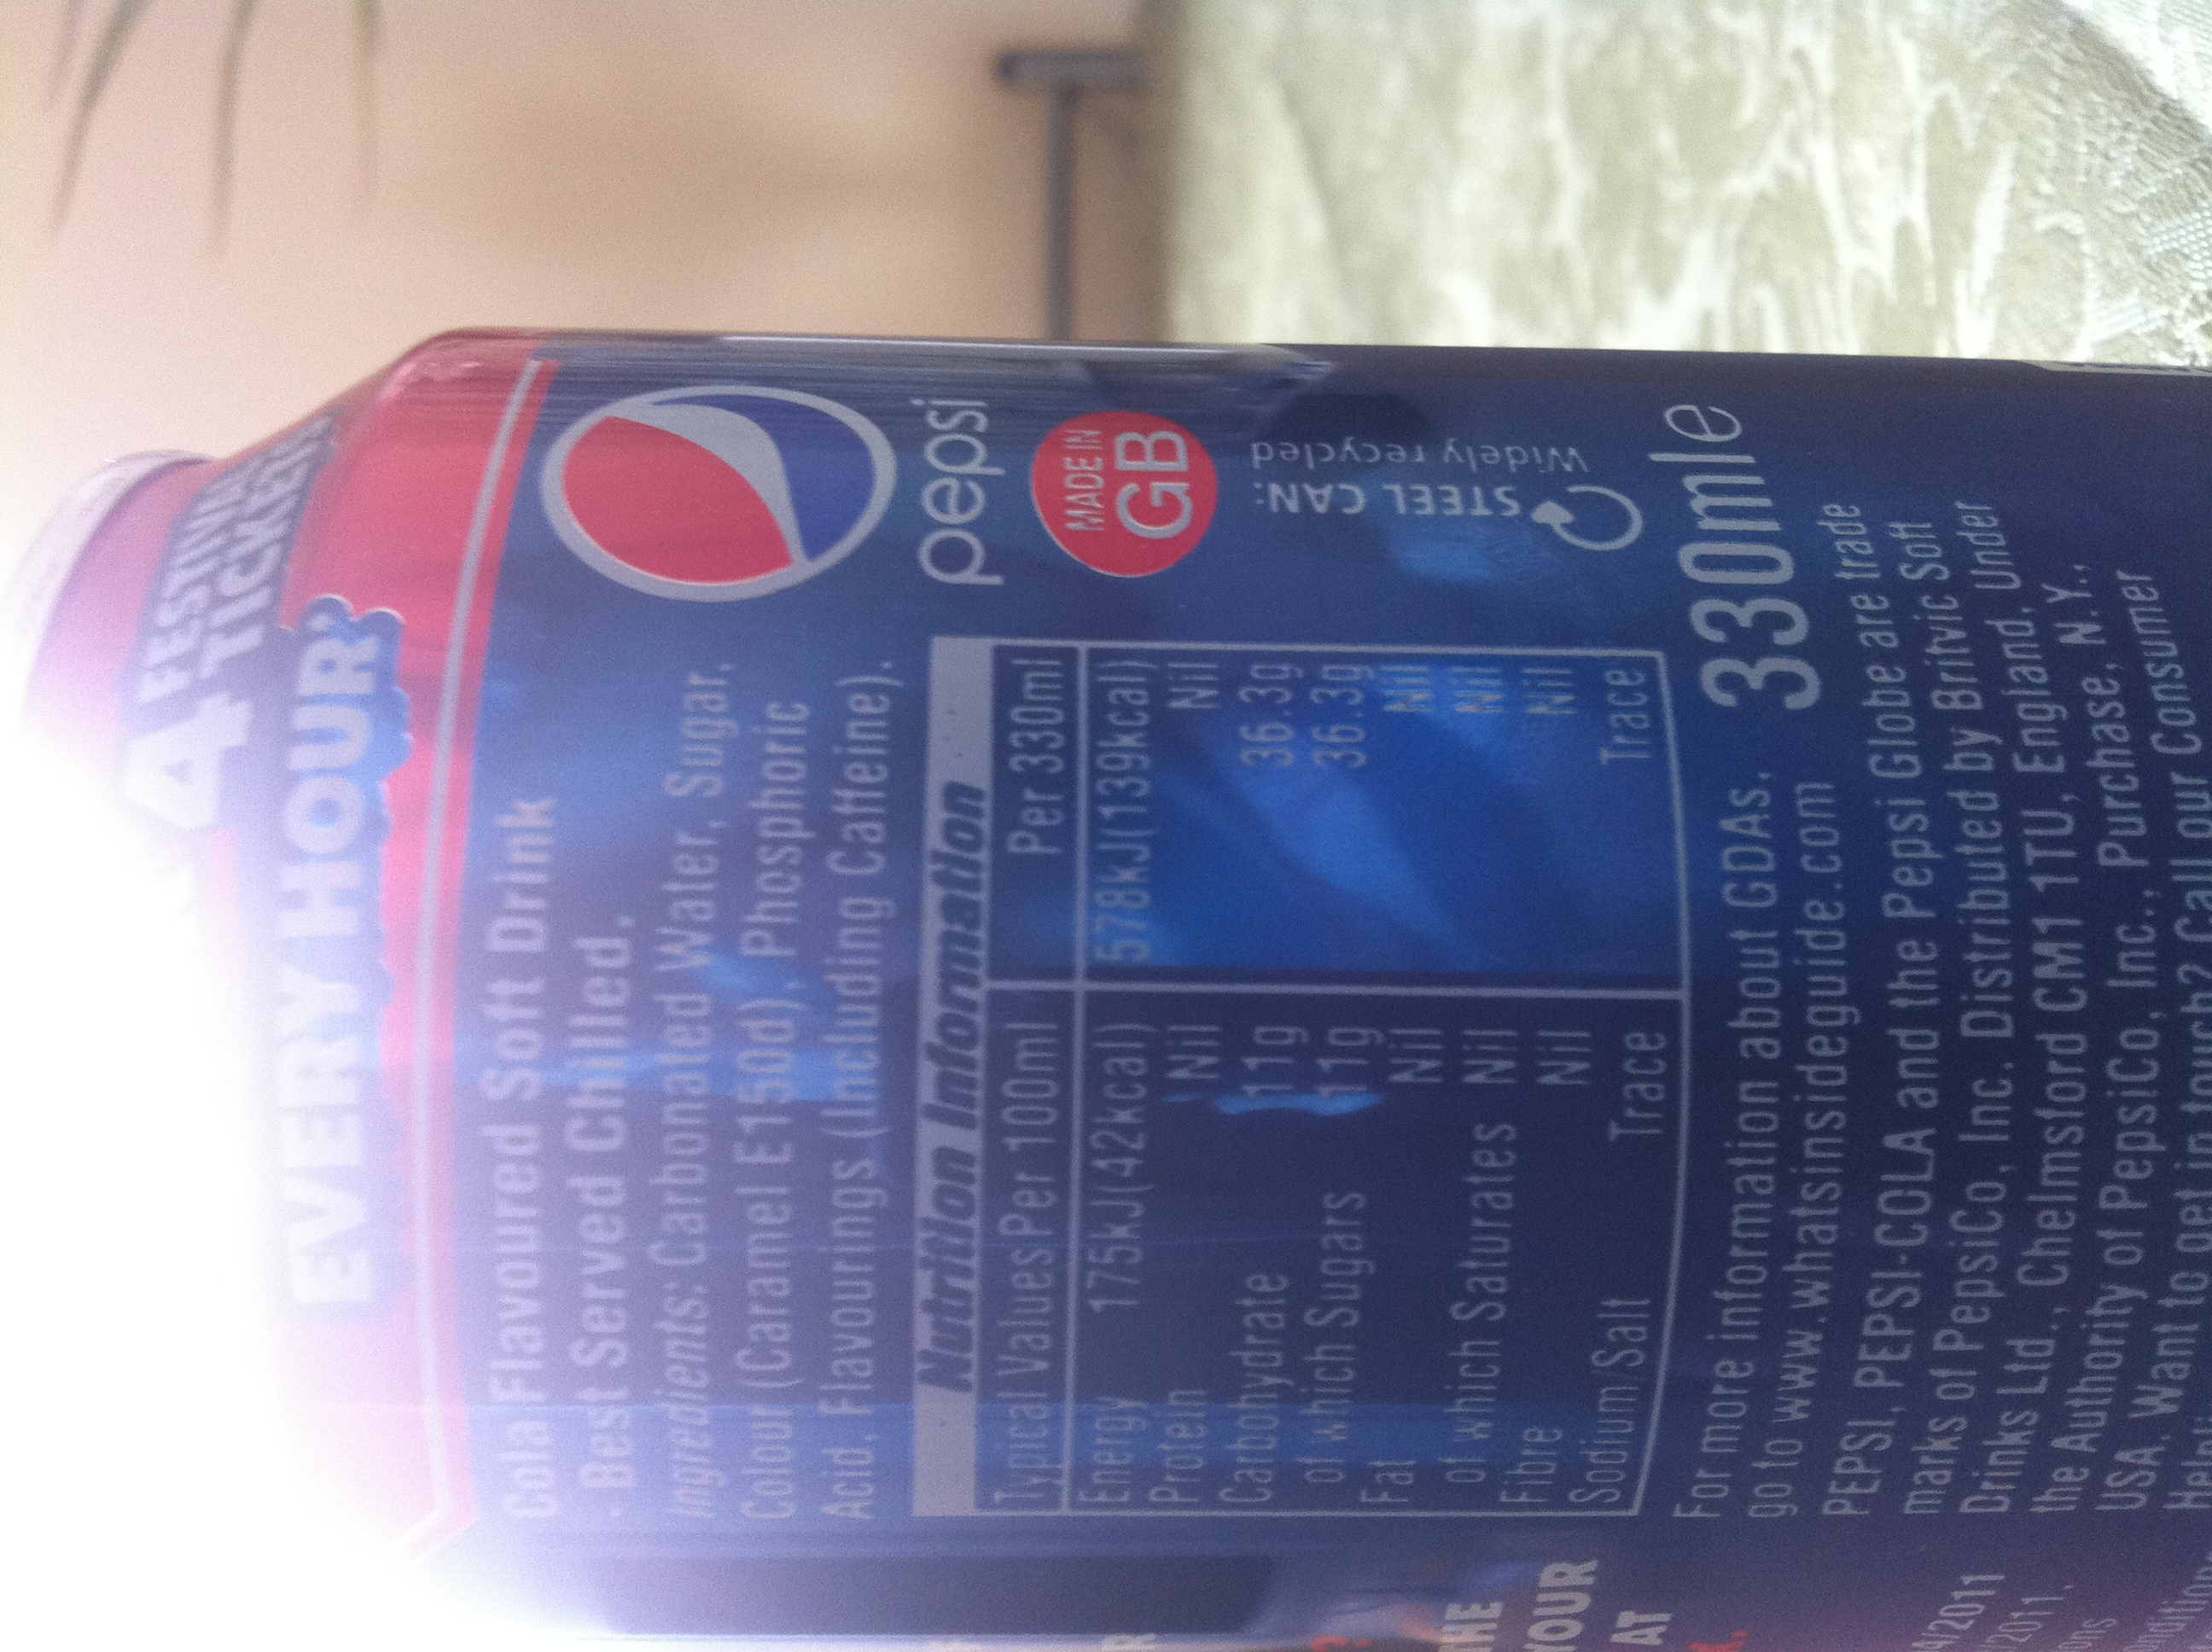 4 FESTIVAL
TICKETS
EVERY HOUR*
Cola Flavoured Soft Drink
- Best Served Chilled.
Ingredients: Carbonated Water, Sugar,
Colour (Caramel E150d), Phosphoric
Acid, Flavourings (Including Caffeine).
pepsi
MADE IN
GB
STEEL CAN:
Widely recycled
Nutrition Information
Typical Values Per 100ml Per 330ml
Energy 175kJ(42kcal) 578kJ(139kcal)
Protein Nil Nil
Carbohydrate 11g 36.3g
of which Sugars 11g 36.3g
Fat Nil Nil
of which Saturates Nil Nil
Fibre Nil Nil
Sodium/Salt Trace Trace
For more information about GDAs,
go to www.whatsinsideguide.com
330mle
PEPSI, PEPSI-COLA and the Pepsi Globe are trade
marks of PepsiCo, Inc. Distributed by Britvic Soft
Drinks Ltd., Chelmsford CM1 1TU, England, Under
the Authority of PepsiCo, Inc., Purchase, N.Y.,
USA. Want to get in touch? Call our Consumer
THE
YOUR
AT
4/2011
/2011.